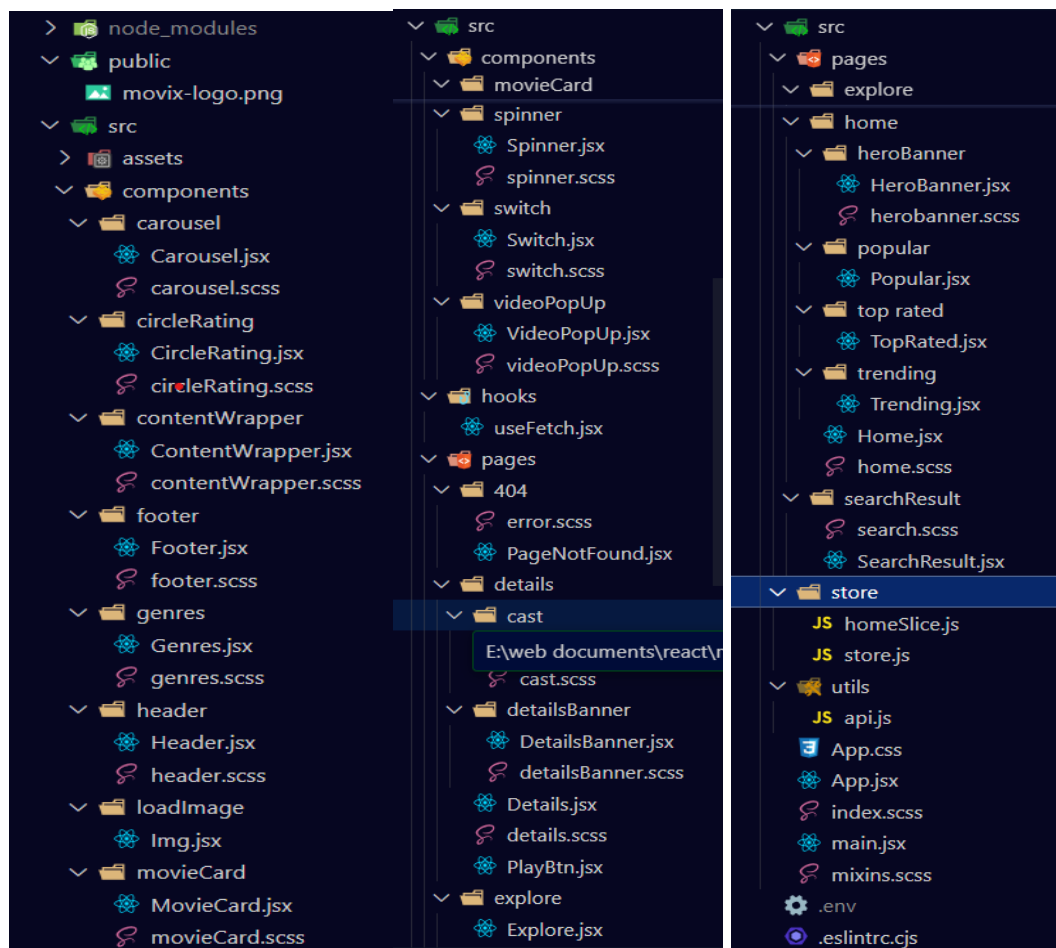 node_modules
public
movix-logo.png
src
assets
components
carousel
Carousel.jsx
carousel.scss
circleRating
CircleRating.jsx
circleRating.scss
contentWrapper
ContentWrapper.jsx
contentWrapper.scss
footer
Footer.jsx
footer.scss
genres
Genres.jsx
genres.scss
header
Header.jsx
header.scss
loadImage
Img.jsx
movieCard
MovieCard.jsx
movieCard.scss
src
components
movieCard
spinner
Spinner.jsx
spinner.scss
switch
Switch.jsx
switch.scss
videoPopUp
VideoPopUp.jsx
videoPopUp.scss
hooks
useFetch.jsx
pages
404
error.scss
PageNotFound.jsx
details
cast
E:\web documents\react\
cast.scss
detailsBanner
DetailsBanner.jsx
detailsBanner.scss
Details.jsx
details.scss
PlayBtn.jsx
explore
Explore.jsx
src
pages
explore
home
heroBanner
HeroBanner.jsx
herobanner.scss
popular
Popular.jsx
top rated
TopRated.jsx
trending
Trending.jsx
Home.jsx
home.scss
searchResult
search.scss
SearchResult.jsx
store
JS homeSlice.js
JS store.js
utils
JS api.js
App.css
App.jsx
index.scss
main.jsx
mixins.scss
.env
.eslintrc.cjs